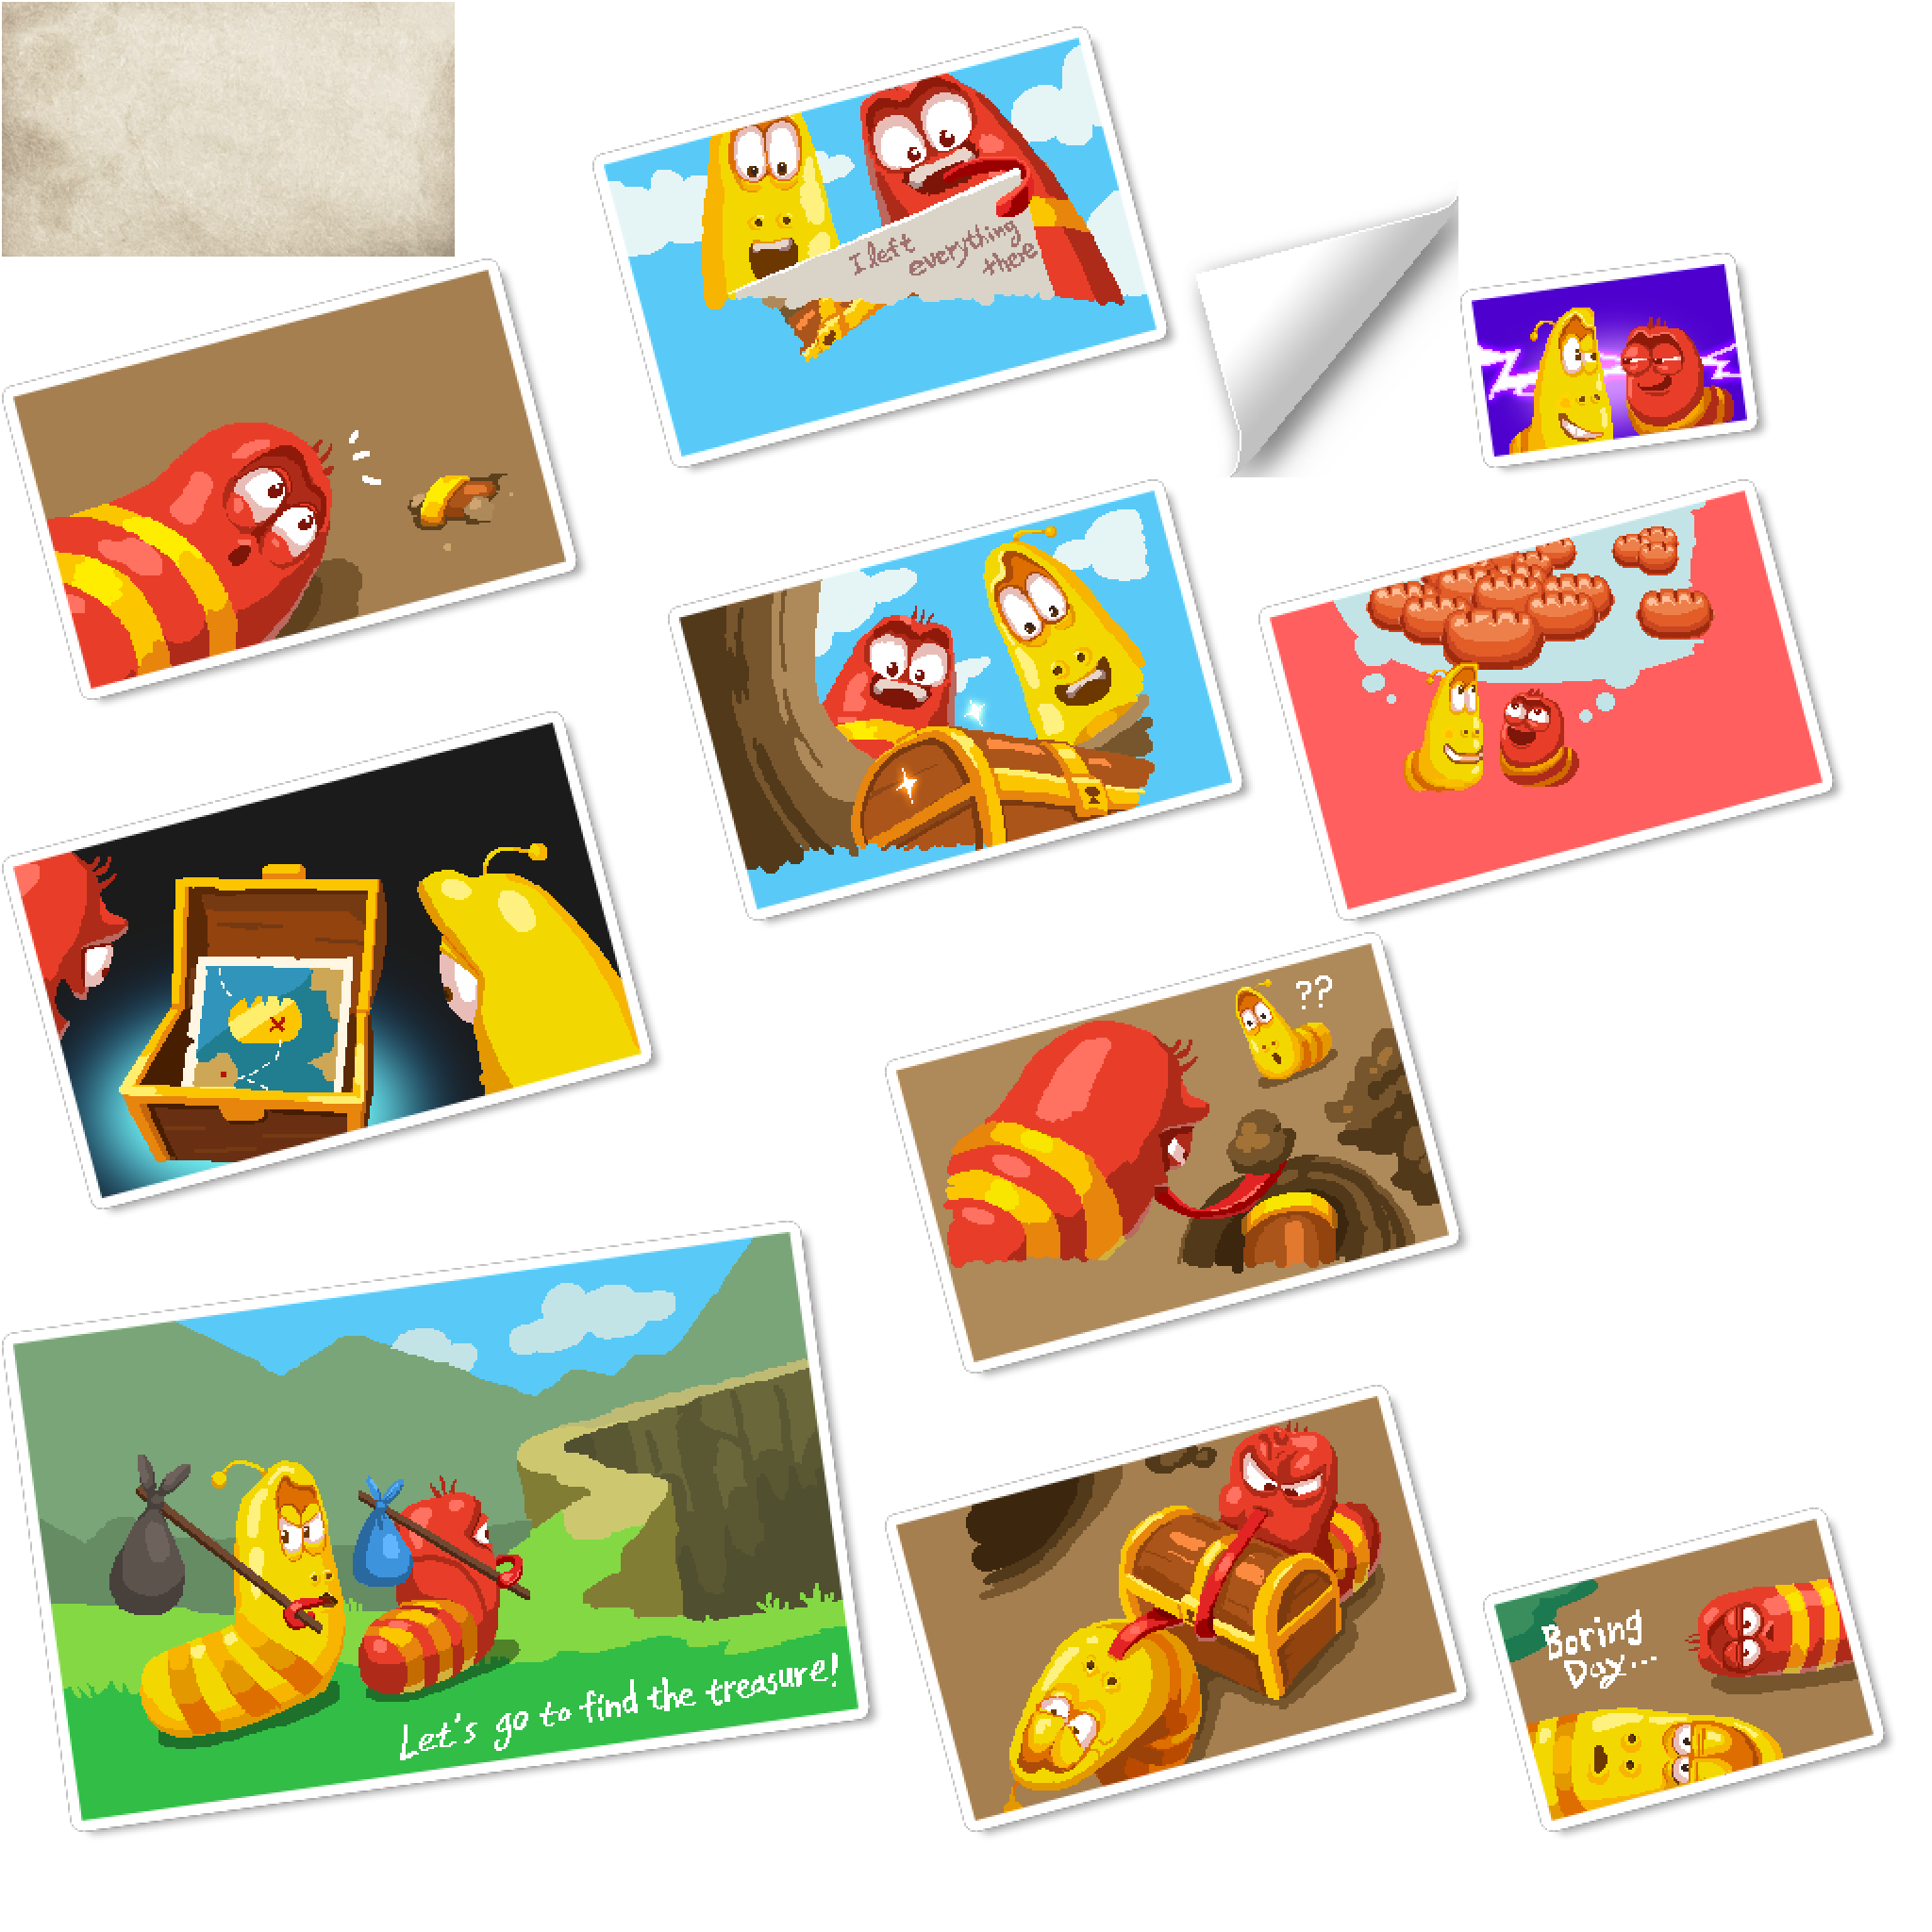 I left
everything
there
??
Let's go to find the treasure!
Boring
Day...